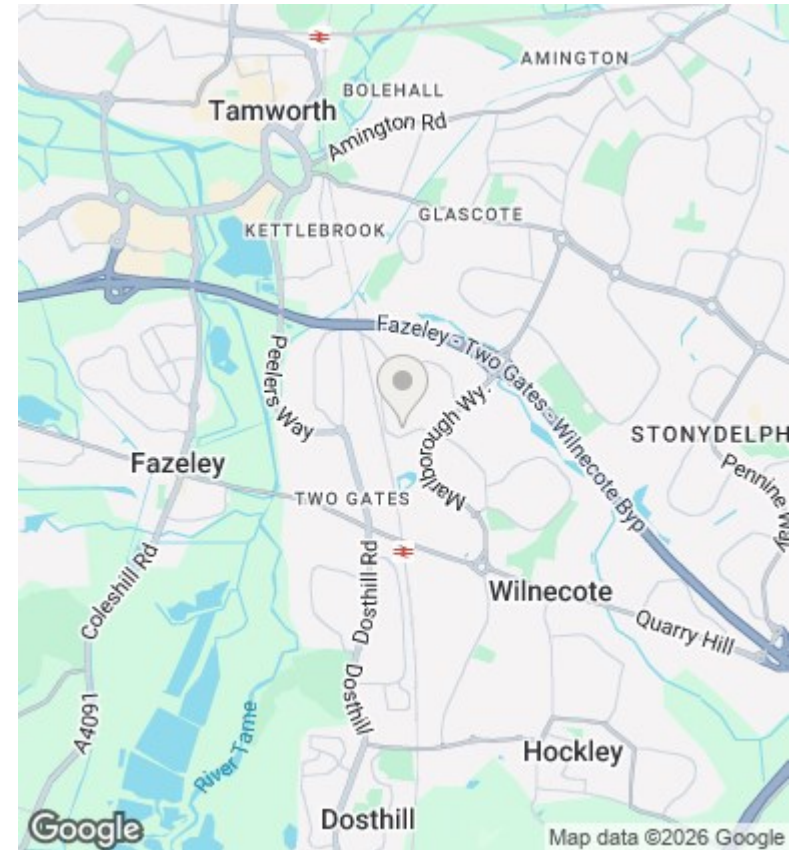 AMINGTON
BOLEHALL
Tamworth
Amington Rd
GLASCOTE
KETTLEBROOK
Fazeley - Two Gates - Wilnecote Byp
Peelers Way
Marlborough Wy.
STONYDELPH
Fazeley
Pennine Way
TWO GATES
Coleshill Rd
Dosthill Rd
Wilnecote
Quarry Hill
Dosthill
A4091
River Tame
Hockley
Dosthill
Google
Map data ©2026 Google